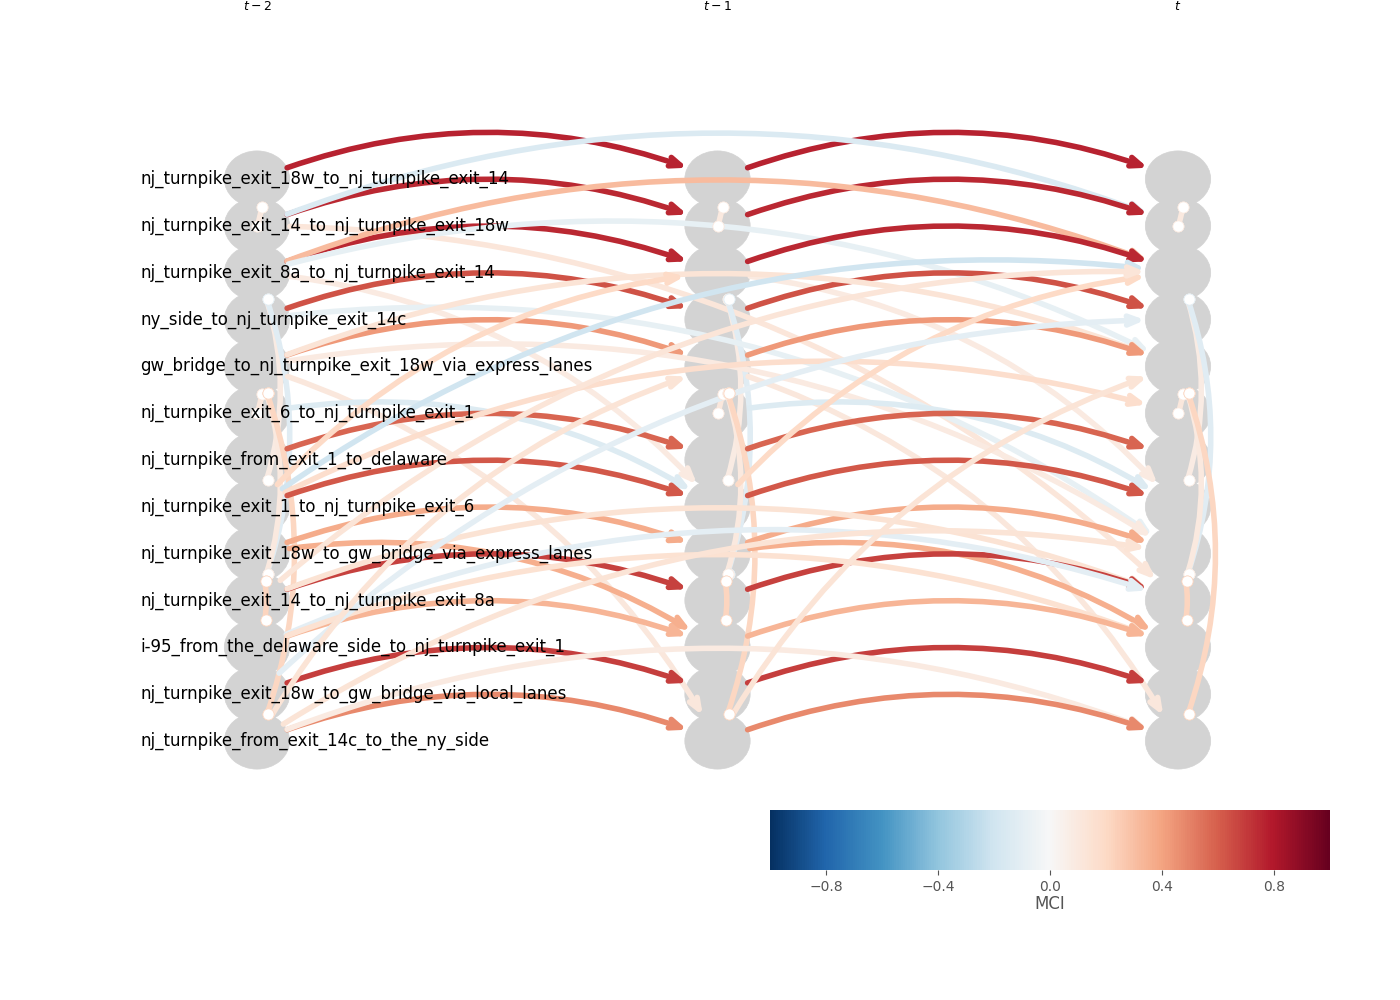 t − 2 t − 1 t
nj_turnpike_exit_18w_to_nj_turnpike_exit_14
nj_turnpike_exit_14_to_nj_turnpike_exit_18w
nj_turnpike_exit_8a_to_nj_turnpike_exit_14
ny_side_to_nj_turnpike_exit_14c
gw_bridge_to_nj_turnpike_exit_18w_via_express_lanes
nj_turnpike_exit_6_to_nj_turnpike_exit_1
nj_turnpike_from_exit_1_to_delaware
nj_turnpike_exit_1_to_nj_turnpike_exit_6
nj_turnpike_exit_18w_to_gw_bridge_via_express_lanes
nj_turnpike_exit_14_to_nj_turnpike_exit_8a
i-95_from_the_delaware_side_to_nj_turnpike_exit_1
nj_turnpike_exit_18w_to_gw_bridge_via_local_lanes
nj_turnpike_from_exit_14c_to_the_ny_side
−0.8 −0.4 0.0 0.4 0.8
MCI